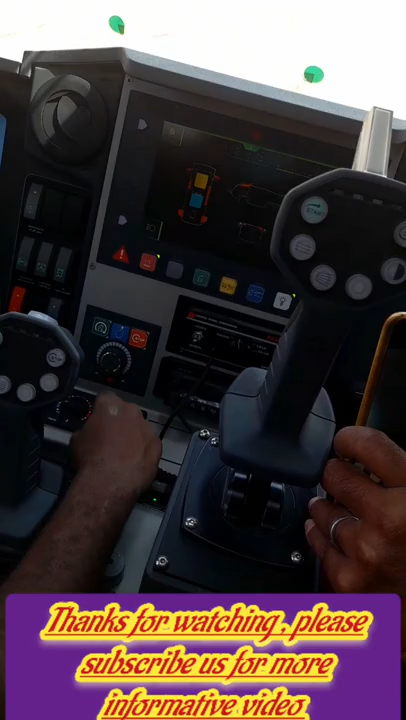 Thanks for watching , please
subscribe us for more
informative video